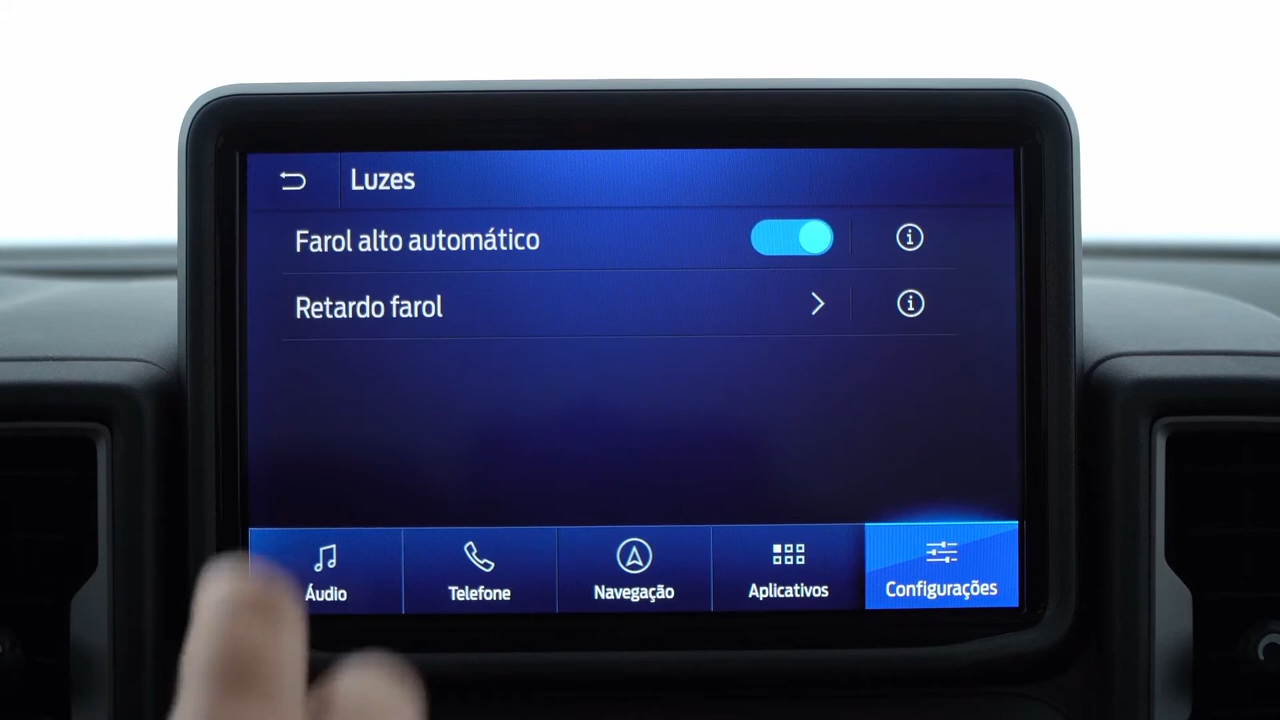 Luzes
Farol alto automático
Retardo farol
Áudio
Telefone
Navegação
Aplicativos
Configurações